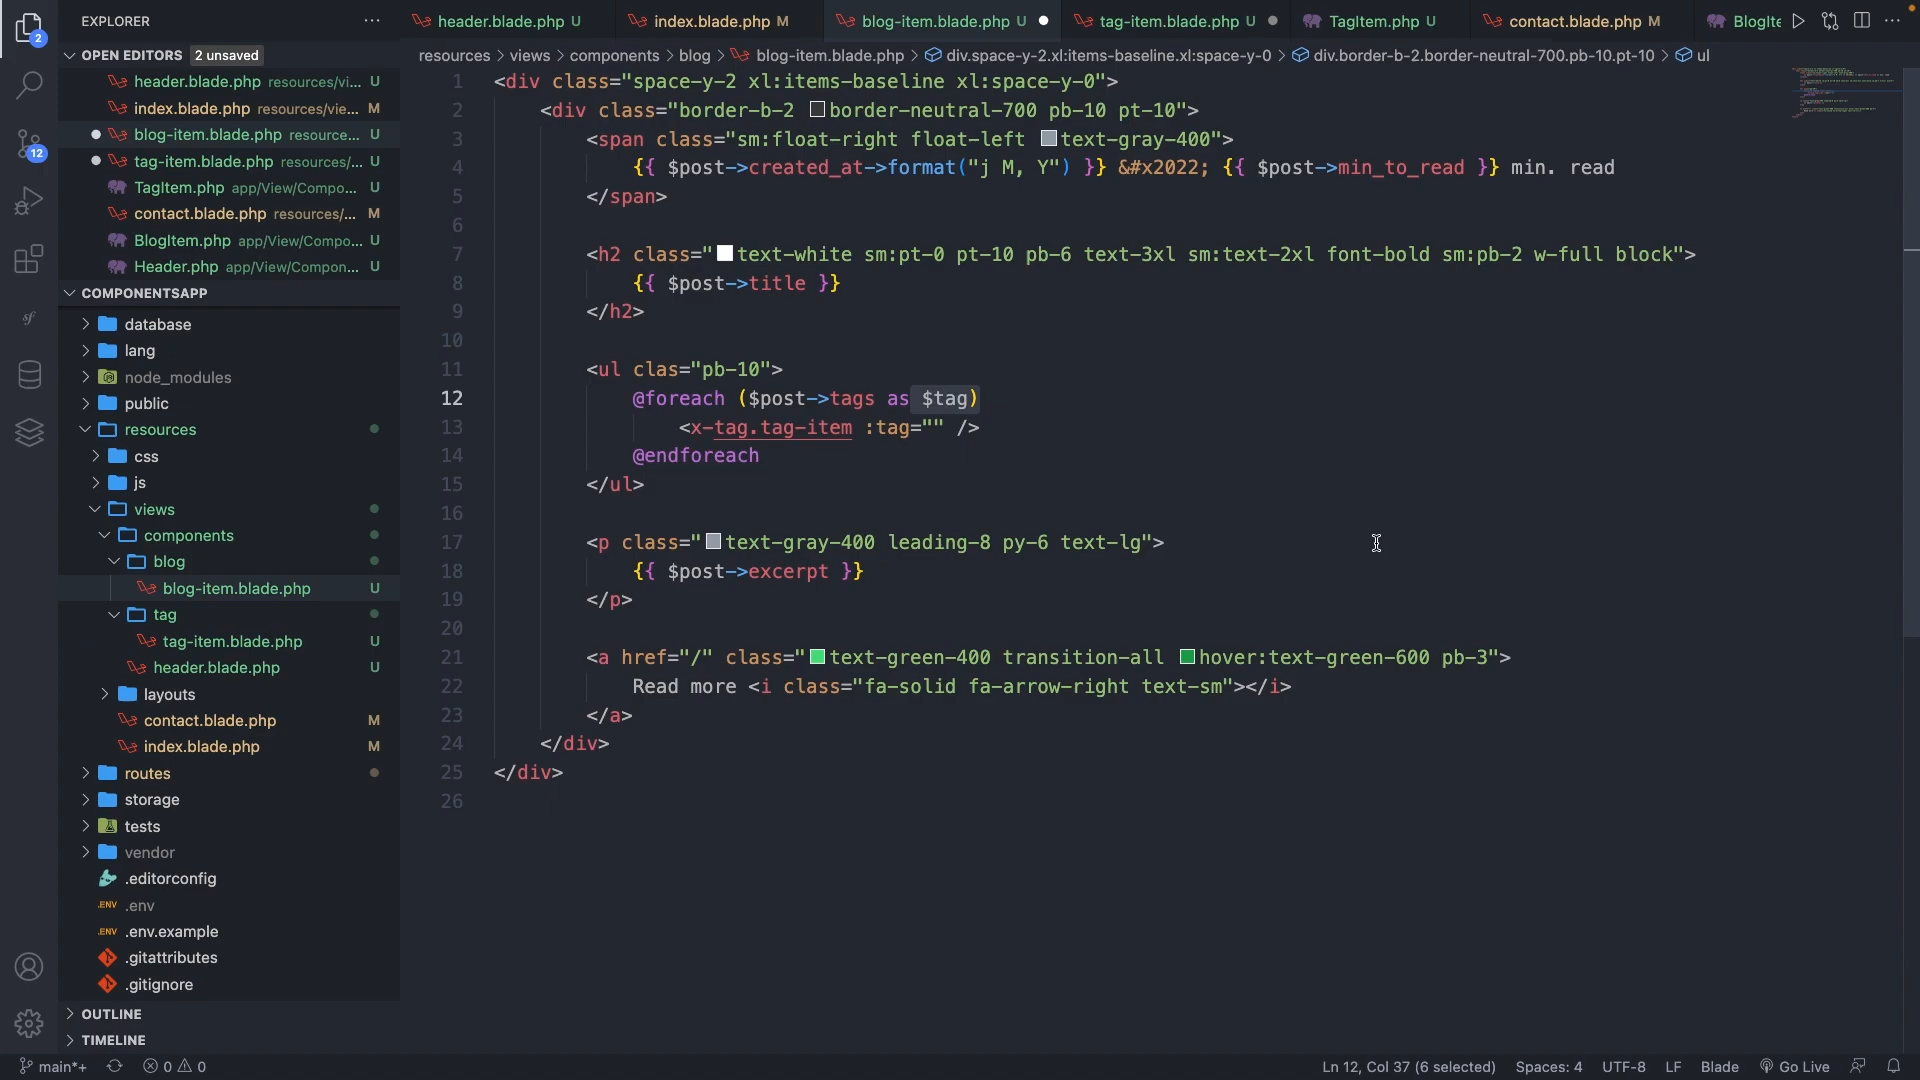 EXPLORER
OPEN EDITORS 2 unsaved
header.blade.php resources/vi... U
index.blade.php resources/vie... M
blog-item.blade.php resource... U
tag-item.blade.php resources/... U
TagItem.php app/View/Compo... U
contact.blade.php resources/... M
BlogItem.php app/View/Compo... U
Header.php app/View/Compon... U
COMPONENTSAPP
database
lang
node_modules
public
resources
css
js
views
components
blog
blog-item.blade.php U
tag
tag-item.blade.php U
header.blade.php U
layouts
contact.blade.php M
index.blade.php M
routes
storage
tests
vendor
.editorconfig
.ENV .env
.ENV .env.example
.gitattributes
.gitignore
OUTLINE
TIMELINE
2
12
header.blade.php U index.blade.php M blog-item.blade.php U tag-item.blade.php U TagItem.php U contact.blade.php M BlogIte
resources > views > components > blog > blog-item.blade.php > div.space-y-2.xl:items-baseline.xl:space-y-0 > div.border-b-2.border-neutral-700.pb-10.pt-10 > ul
1 <div class="space-y-2 xl:items-baseline xl:space-y-0">
2 <div class="border-b-2 border-neutral-700 pb-10 pt-10">
3 <span class="sm:float-right float-left text-gray-400">
4 {{ $post->created_at->format("j M, Y") }} &#x2022; {{ $post->min_to_read }} min. read
5 </span>
6
7 <h2 class="text-white sm:pt-0 pt-10 pb-6 text-3xl sm:text-2xl font-bold sm:pb-2 w-full block">
8 {{ $post->title }}
9 </h2>
10
11 <ul clas="pb-10">
12 @foreach ($post->tags as $tag)
13 <x-tag.tag-item :tag="" />
14 @endforeach
15 </ul>
16
17 <p class="text-gray-400 leading-8 py-6 text-lg">
18 {{ $post->excerpt }}
19 </p>
20
21 <a href="/" class="text-green-400 transition-all hover:text-green-600 pb-3">
22 Read more <i class="fa-solid fa-arrow-right text-sm"></i>
23 </a>
24 </div>
25 </div>
26
main*+ 0 0 Ln 12, Col 37 (6 selected) Spaces: 4 UTF-8 LF Blade Go Live